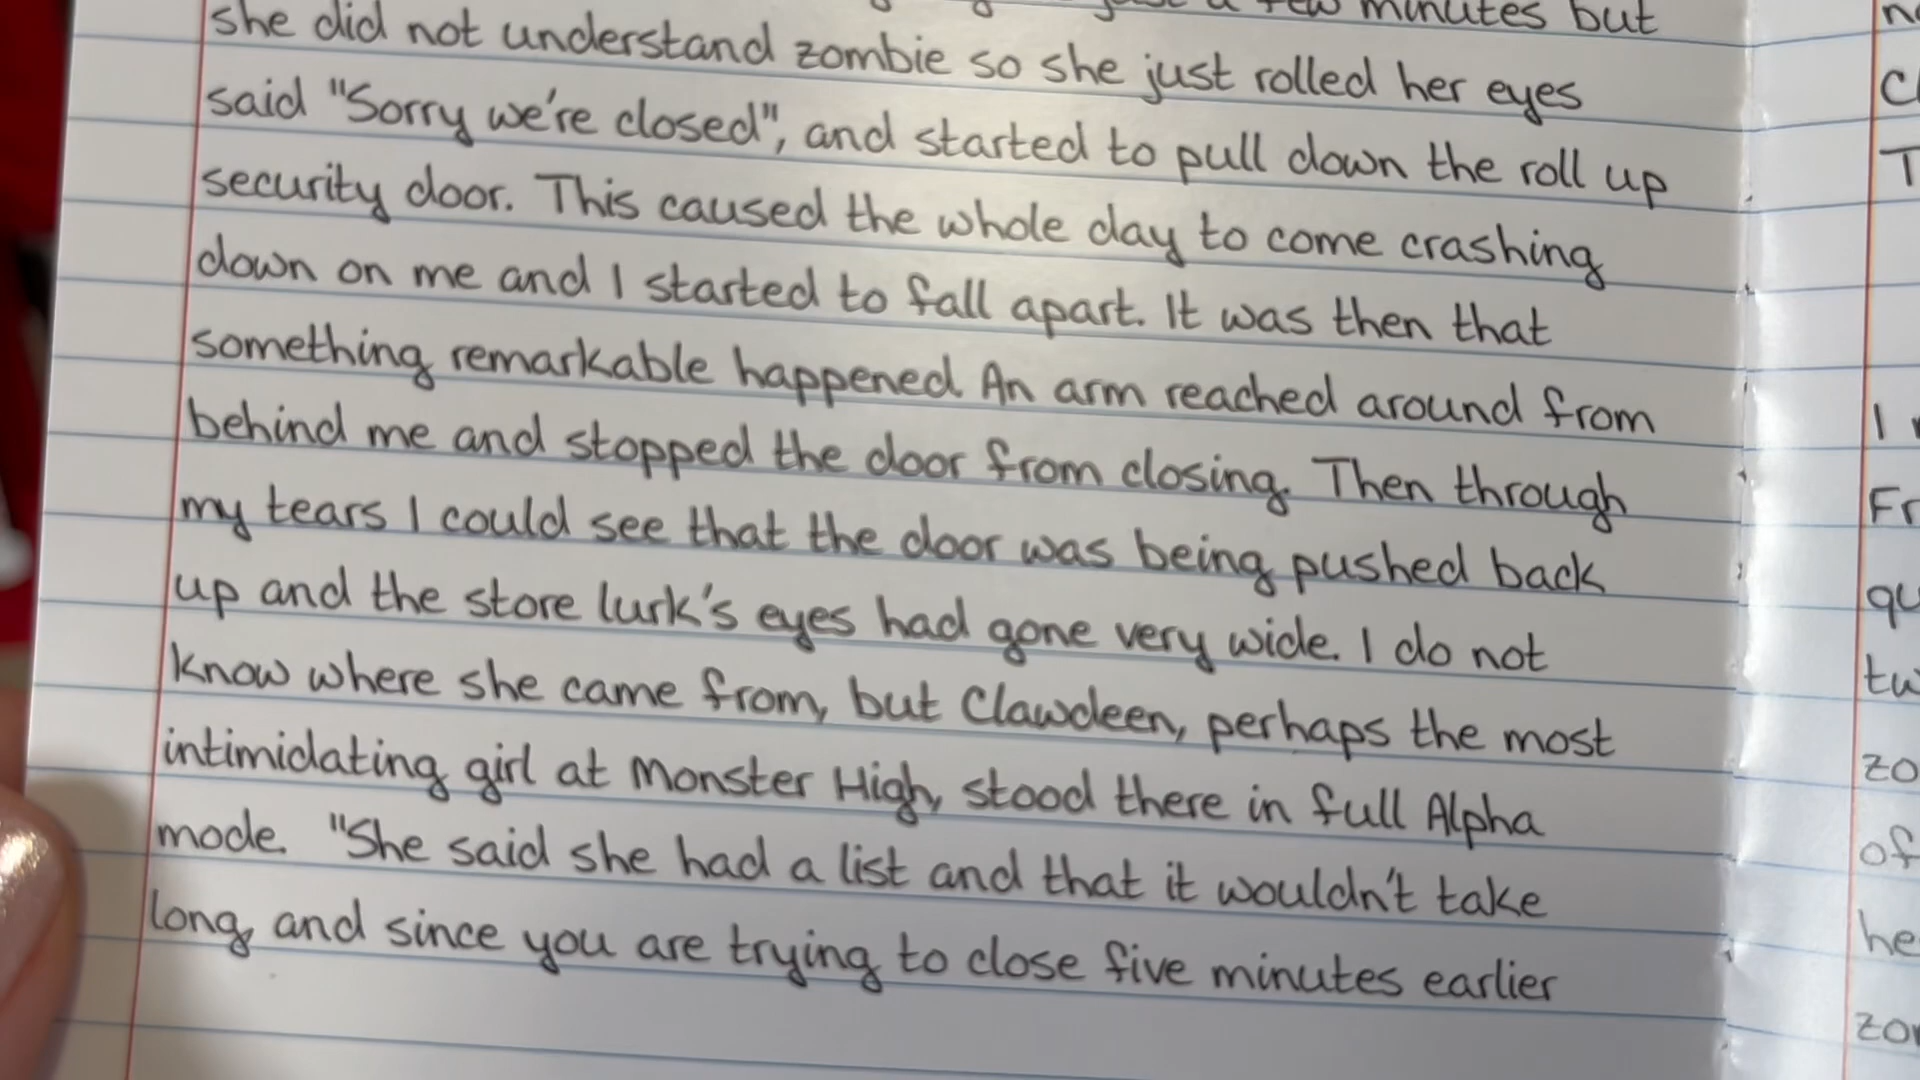 few minutes but
she did not understand zombie so she just rolled her eyes
said "Sorry we're closed", and started to pull down the roll up
security door. This caused the whole day to come crashing
down on me and I started to fall apart. It was then that
something remarkable happened. An arm reached around from
behind me and stopped the door from closing. Then through
my tears I could see that the door was being pushed back
up and the store lurk's eyes had gone very wide. I do not
know where she came from, but Clawdeen, perhaps the most
intimidating girl at Monster High, stood there in full Alpha
mode. "She said she had a list and that it wouldn't take
long, and since you are trying to close five minutes earlier